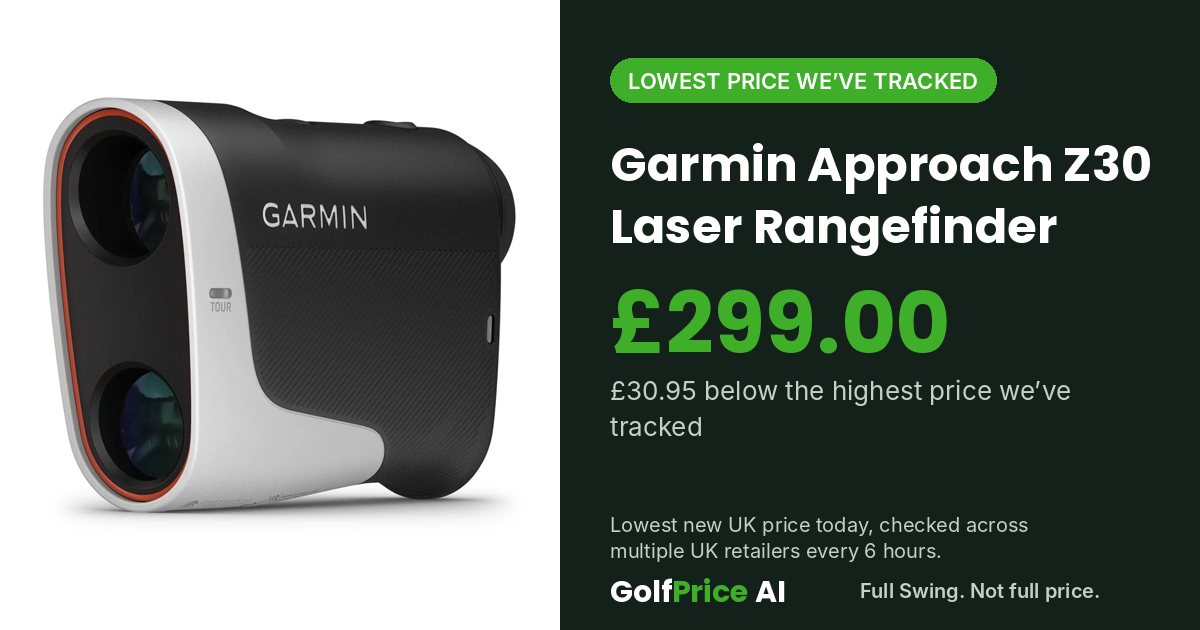 GARMIN
TOUR
LOWEST PRICE WE’VE TRACKED
Garmin Approach Z30
Laser Rangefinder
£299.00
£30.95 below the highest price we’ve
tracked
Lowest new UK price today, checked across
multiple UK retailers every 6 hours.
GolfPrice AI
Full Swing. Not full price.